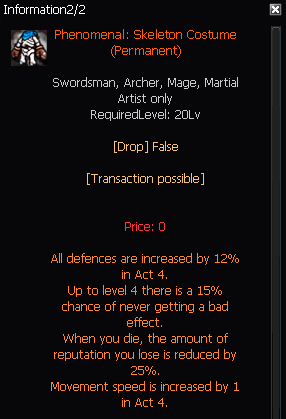 Information2/2
Phenomenal: Skeleton Costume
(Permanent)
Swordsman, Archer, Mage, Martial
Artist only
RequiredLevel: 20Lv
[Drop] False
[Transaction possible]
Price: 0
All defences are increased by 12%
in Act 4.
Up to level 4 there is a 15%
chance of never getting a bad
effect.
When you die, the amount of
reputation you lose is reduced by
25%.
Movement speed is increased by 1
in Act 4.